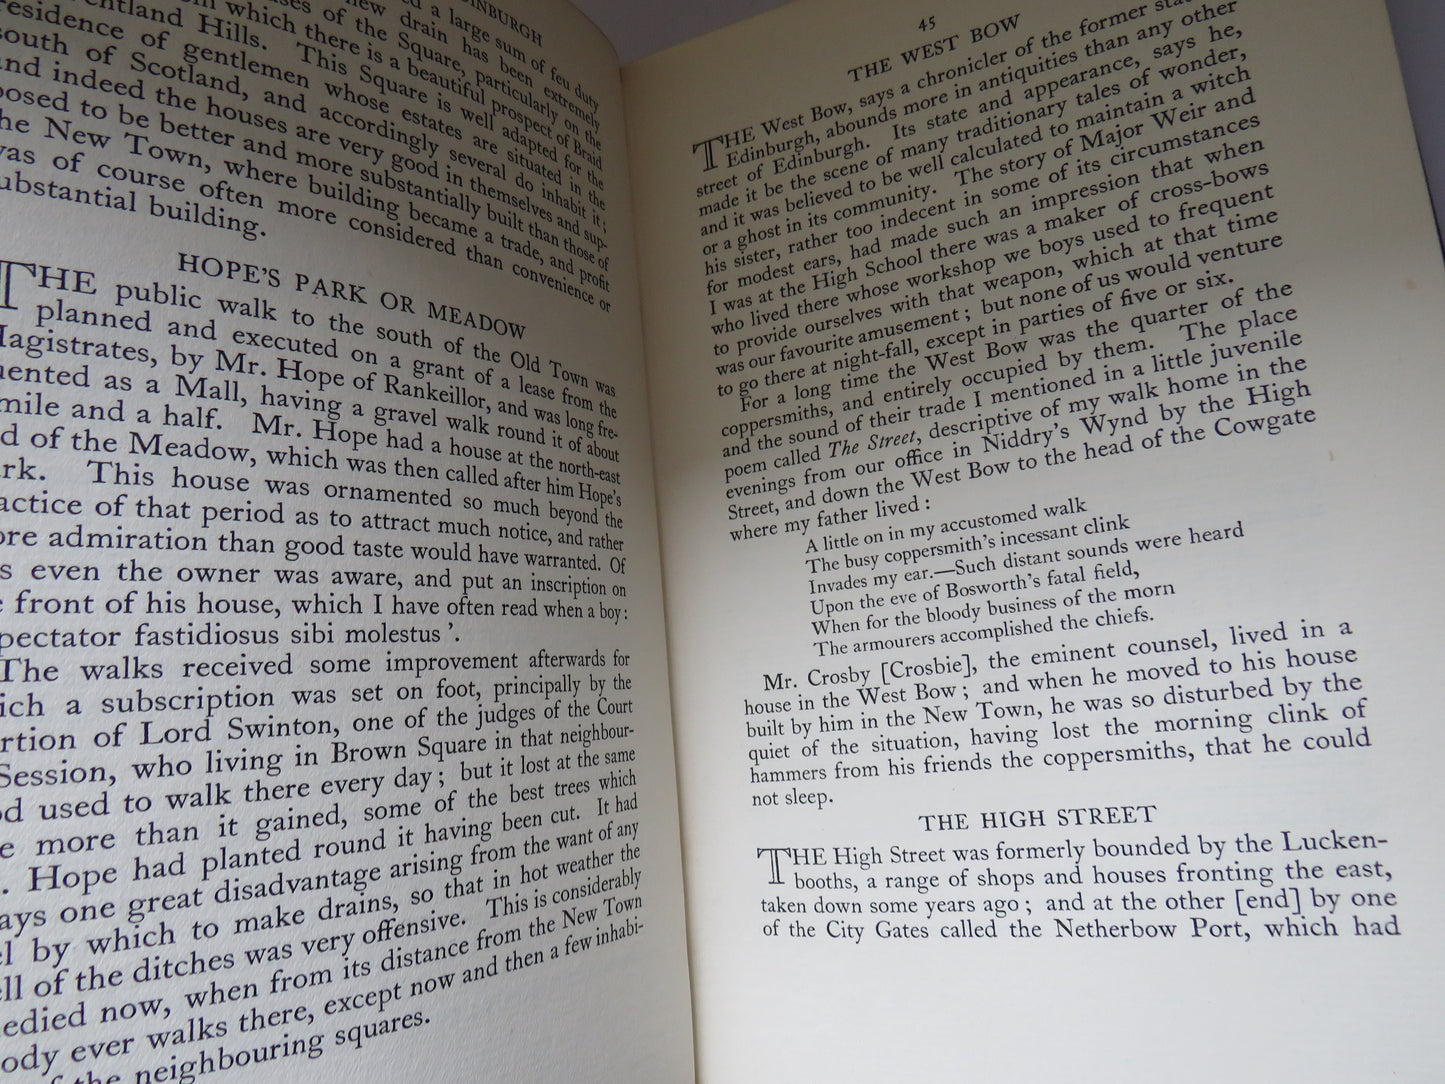 DINBURGH
d a large sum of feu duty
new drain has been extremely
ses of the Square, particularly on the
m which there is a beautiful prospect of Braid
entland Hills. This Square is well adapted for the
residence of gentlemen whose estates are situated in the
south of Scotland, and accordingly several do inhabit it;
and indeed the houses are very good in themselves and sup-
posed to be better and more substantially built than those of
the New Town, where building became a trade, and profit
was of course often more considered than convenience or
ubstantial building.
HOPE'S PARK OR MEADOW
THE public walk to the south of the Old Town was
planned and executed on a grant of a lease from the
Magistrates, by Mr. Hope of Rankeillor, and was long fre-
uented as a Mall, having a gravel walk round it of about
mile and a half. Mr. Hope had a house at the north-east
d of the Meadow, which was then called after him Hope's
ark. This house was ornamented so much beyond the
actice of that period as to attract much notice, and rather
ore admiration than good taste would have warranted. Of
s even the owner was aware, and put an inscription on
e front of his house, which I have often read when a boy:
pectator fastidiosus sibi molestus'.
The walks received some improvement afterwards for
ich a subscription was set on foot, principally by the
rtion of Lord Swinton, one of the judges of the Court
Session, who living in Brown Square in that neighbour-
od used to walk there every day; but it lost at the same
e more than it gained, some of the best trees which
. Hope had planted round it having been cut. It had
ays one great disadvantage arising from the want of any
el by which to make drains, so that in hot weather the
ell of the ditches was very offensive. This is considerably
edied now, when from its distance from the New Town
ody ever walks there, except now and then a few inhabi-
of the neighbouring squares.
45
THE WEST BOW
THE West Bow, says a chronicler of the former state of
Edinburgh, abounds more in antiquities than any other
street of Edinburgh. Its state and appearance, says he,
made it be the scene of many traditionary tales of wonder,
and it was believed to be well calculated to maintain a witch
or a ghost in its community. The story of Major Weir and
his sister, rather too indecent in some of its circumstances
for modest ears, had made such an impression that when
I was at the High School there was a maker of cross-bows
who lived there whose workshop we boys used to frequent
to provide ourselves with that weapon, which at that time
was our favourite amusement; but none of us would venture
to go there at night-fall, except in parties of five or six.
For a long time the West Bow was the quarter of the
coppersmiths, and entirely occupied by them. The place
and the sound of their trade I mentioned in a little juvenile
poem called The Street, descriptive of my walk home in the
evenings from our office in Niddry's Wynd by the High
Street, and down the West Bow to the head of the Cowgate
where my father lived:
A little on in my accustomed walk
The busy coppersmith's incessant clink
Invades my ear.—Such distant sounds were heard
Upon the eve of Bosworth's fatal field,
When for the bloody business of the morn
The armourers accomplished the chiefs.
Mr. Crosby [Crosbie], the eminent counsel, lived in a
house in the West Bow; and when he moved to his house
built by him in the New Town, he was so disturbed by the
quiet of the situation, having lost the morning clink of
hammers from his friends the coppersmiths, that he could
not sleep.
THE HIGH STREET
THE High Street was formerly bounded by the Lucken-
booths, a range of shops and houses fronting the east,
taken down some years ago; and at the other [end] by one
of the City Gates called the Netherbow Port, which had